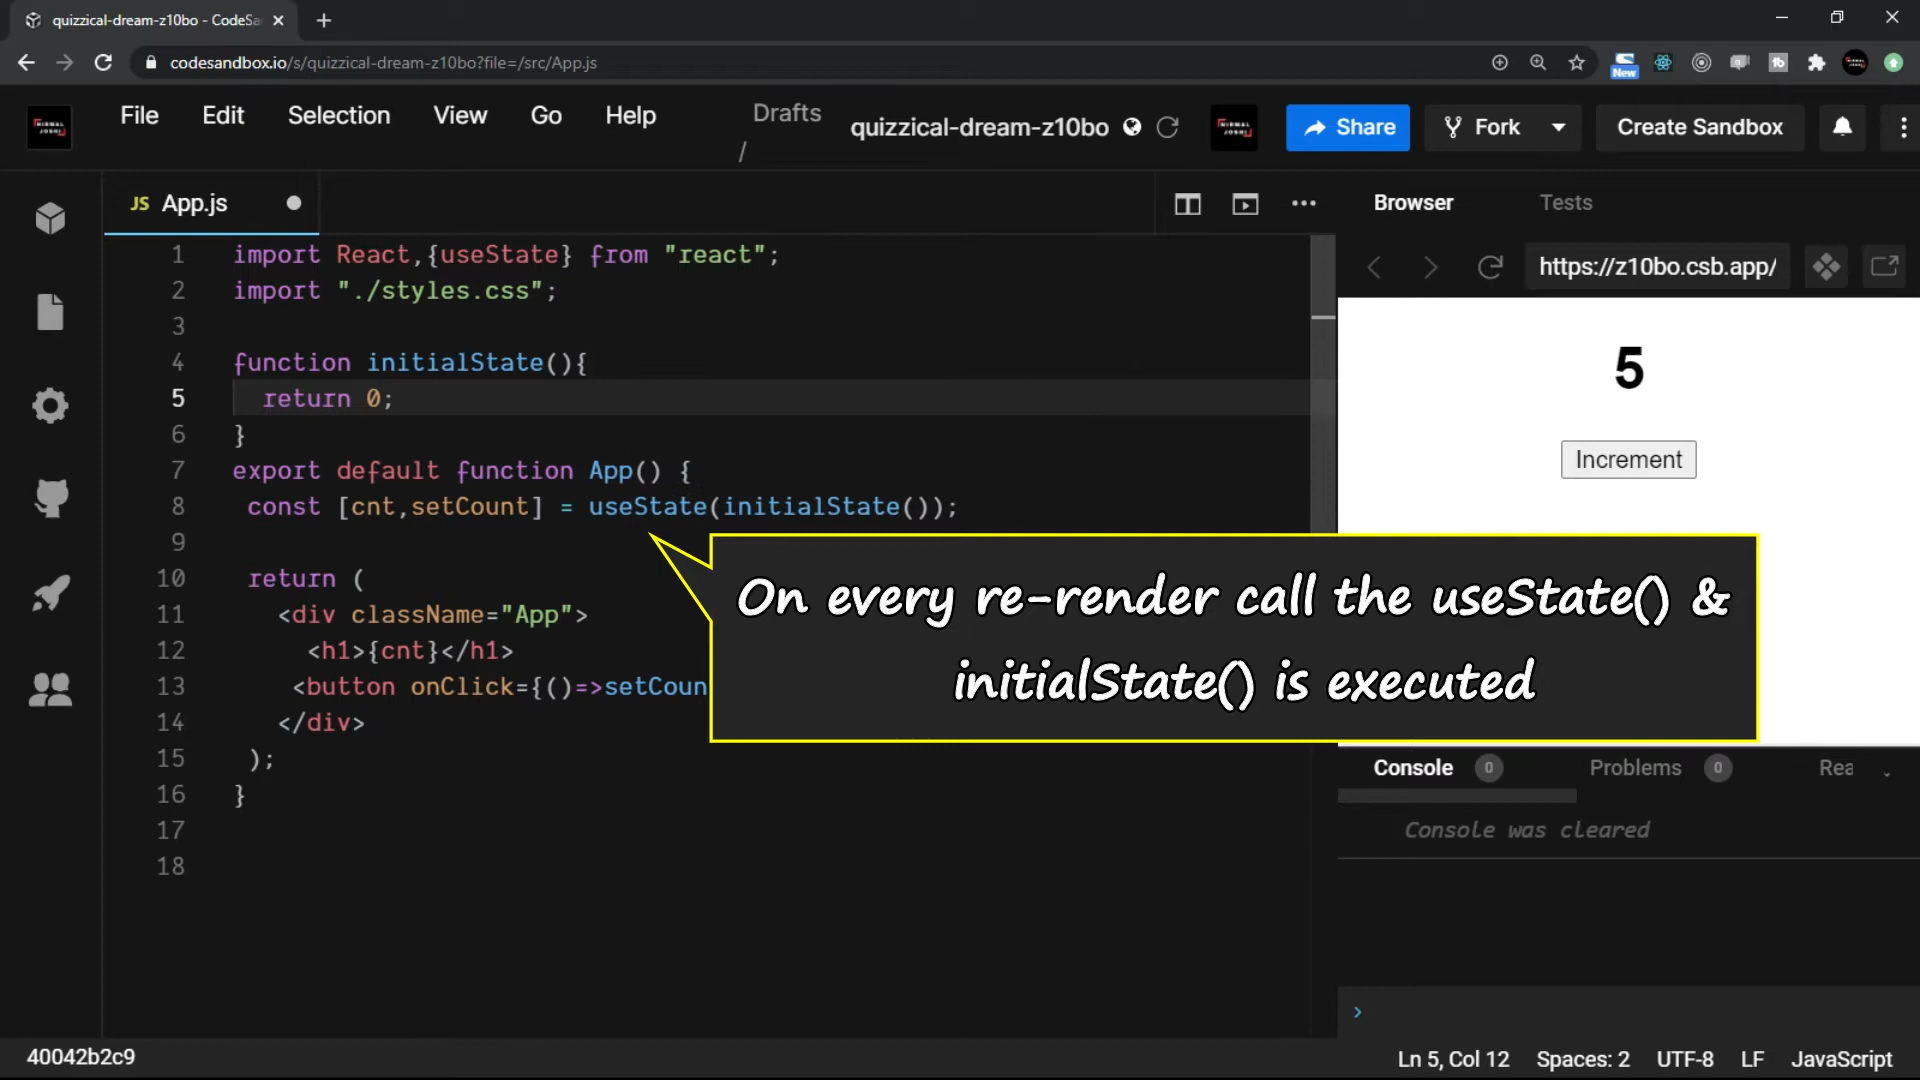 quizzical-dream-z10bo - CodeSa
codesandbox.io/s/quizzical-dream-z10bo?file=/src/App.js
New
File Edit Selection View Go Help
Drafts
/
quizzical-dream-z10bo
NIRMAL JOSHI
Share
Fork
Create Sandbox
JS App.js
Browser Tests
https://z10bo.csb.app/
1 import React,{useState} from "react";
2 import "./styles.css";
3
4 function initialState(){
5 return 0;
6 }
7 export default function App() {
8 const [cnt,setCount] = useState(initialState());
9
10 return (
11 <div className="App">
12 <h1>{cnt}</h1>
13 <button onClick={()=>setCoun
14 </div>
15 );
16 }
17
18
5
Increment
On every re-render call the useState() &
initialState() is executed
Console 0 Problems 0 Rea
Console was cleared
40042b2c9
Ln 5, Col 12 Spaces: 2 UTF-8 LF JavaScript